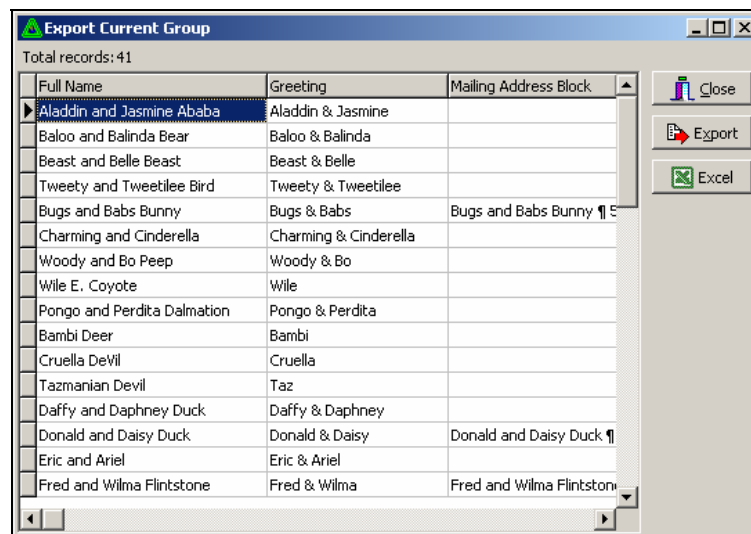 Export Current Group
Total records: 41
Full Name Greeting Mailing Address Block
Aladdin and Jasmine Ababa Aladdin & Jasmine
Baloo and Balinda Bear Baloo & Balinda
Beast and Belle Beast Beast & Belle
Tweety and Tweetilee Bird Tweety & Tweetilee
Bugs and Babs Bunny Bugs & Babs Bugs and Babs Bunny ¶ 5
Charming and Cinderella Charming & Cinderella
Woody and Bo Peep Woody & Bo
Wile E. Coyote Wile
Pongo and Perdita Dalmation Pongo & Perdita
Bambi Deer Bambi
Cruella DeVil Cruella
Tazmanian Devil Taz
Daffy and Daphney Duck Daffy & Daphney
Donald and Daisy Duck Donald & Daisy Donald and Daisy Duck ¶
Eric and Ariel Eric & Ariel
Fred and Wilma Flintstone Fred & Wilma Fred and Wilma Flintston
Close
Export
Excel